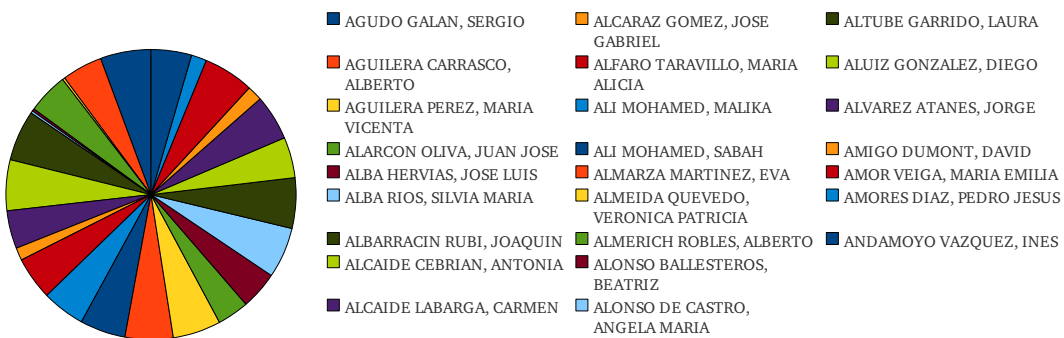 AGUDO GALAN, SERGIO
AGUILERA CARRASCO,
ALBERTO
AGUILERA PEREZ, MARIA
VICENTA
ALARCON OLIVA, JUAN JOSE
ALBA HERVIAS, JOSE LUIS
ALBA RIOS, SILVIA MARIA
ALBARRACIN RUBI, JOAQUIN
ALCAIDE CEBRIAN, ANTONIA
ALCAIDE LABARGA, CARMEN
ALCARAZ GOMEZ, JOSE
GABRIEL
ALFARO TARAVILLO, MARIA
ALICIA
ALI MOHAMED, MALIKA
ALI MOHAMED, SABAH
ALMARZA MARTINEZ, EVA
ALMEIDA QUEVEDO,
VERONICA PATRICIA
ALMERICH ROBLES, ALBERTO
ALONSO BALLESTEROS,
BEATRIZ
ALONSO DE CASTRO,
ANGELA MARIA
ALTUBE GARRIDO, LAURA
ALUIZ GONZALEZ, DIEGO
ALVAREZ ATANES, JORGE
AMIGO DUMONT, DAVID
AMOR VEIGA, MARIA EMILIA
AMORES DIAZ, PEDRO JESUS
ANDAMOYO VAZQUEZ, INES